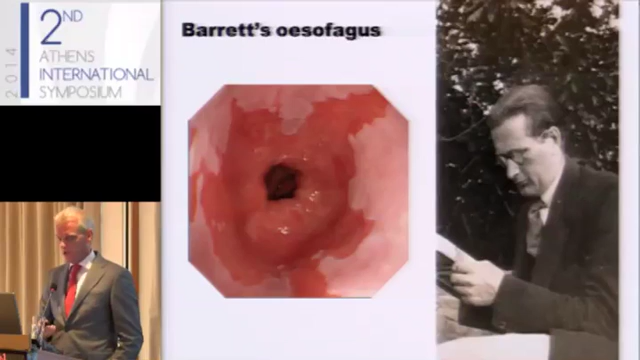 2ND
ATHENS
INTERNATIONAL
SYMPOSIUM
2014
Barrett's oesofagus